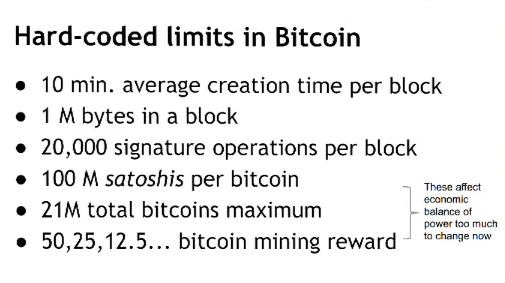 Hard-coded limits in Bitcoin
● 10 min. average creation time per block
● 1 M bytes in a block
● 20,000 signature operations per block
● 100 M satoshis per bitcoin
● 21M total bitcoins maximum
● 50,25,12.5... bitcoin mining reward
These affect
economic
balance of
power too much
to change now